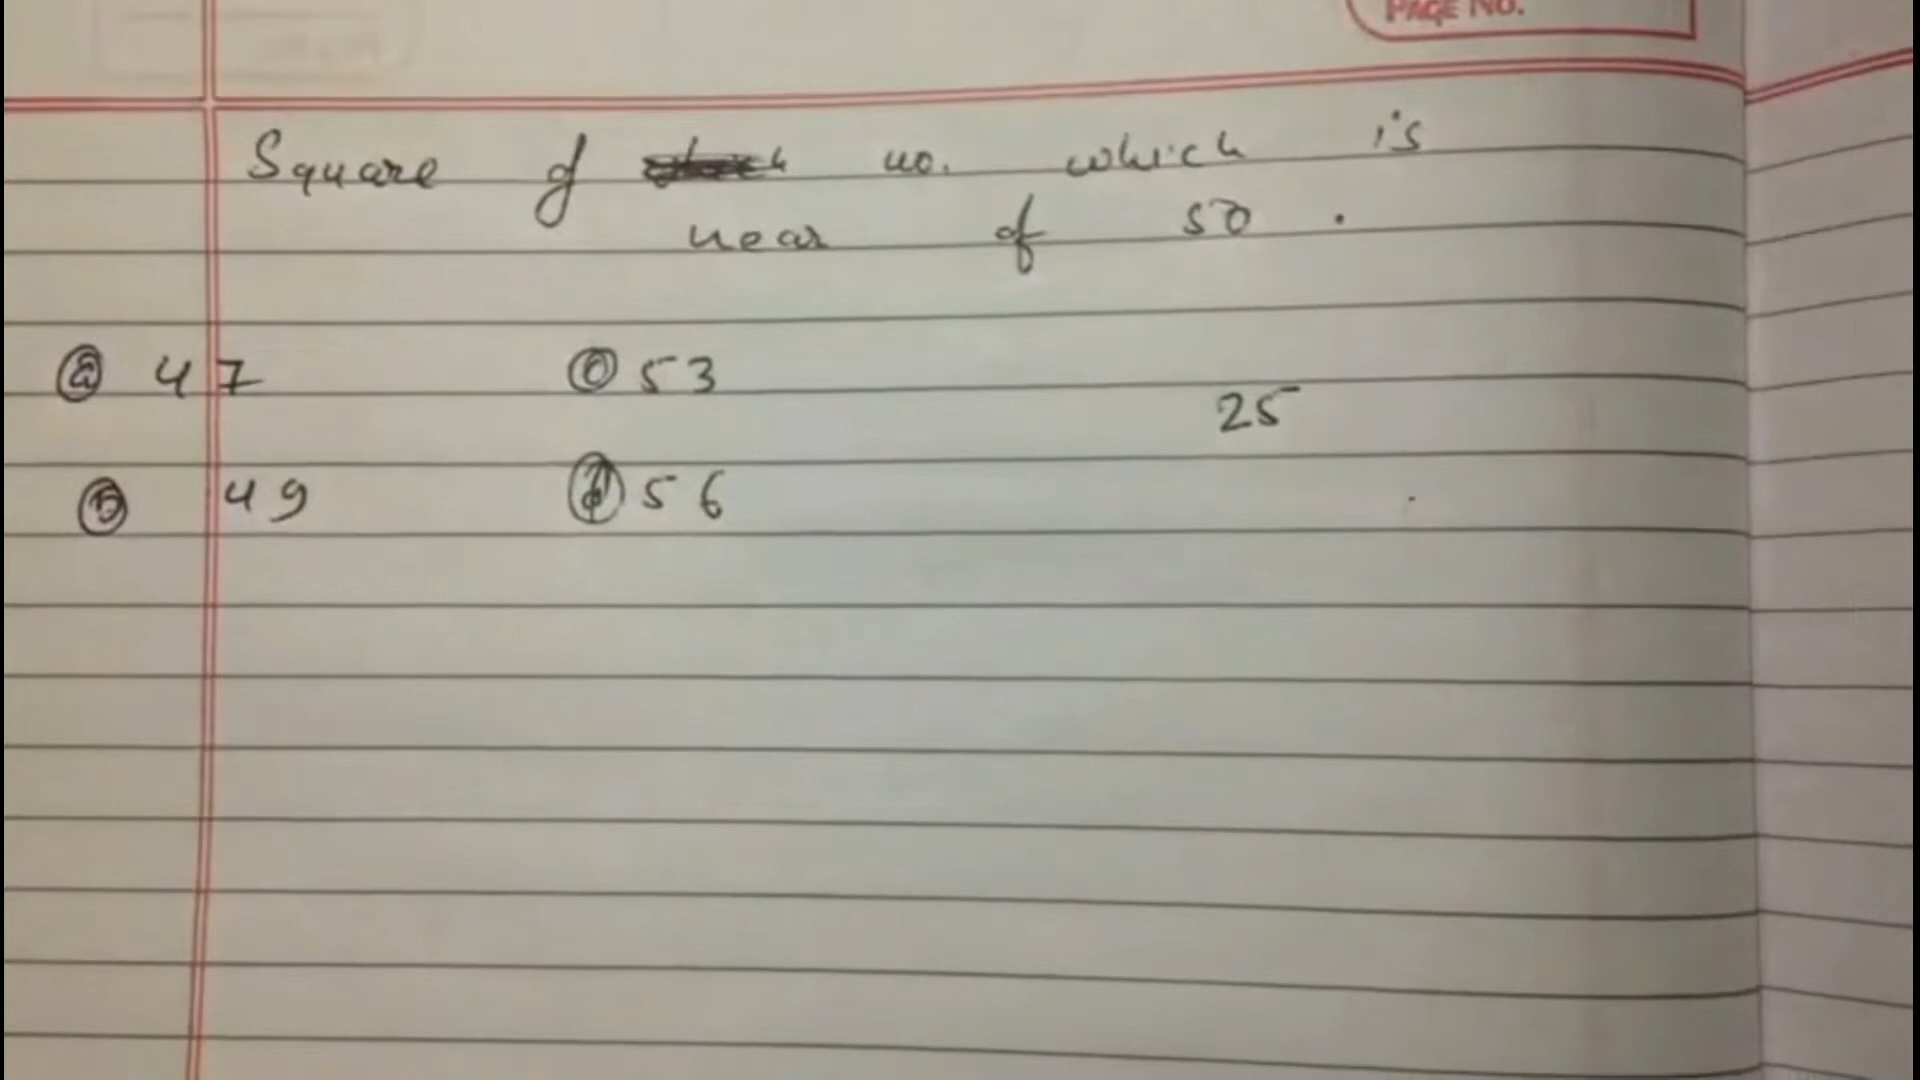 PAGE NO.
Square of no. which is
near of 50 .
(a) 47 (c) 53
25
(b) 49 (d) 56